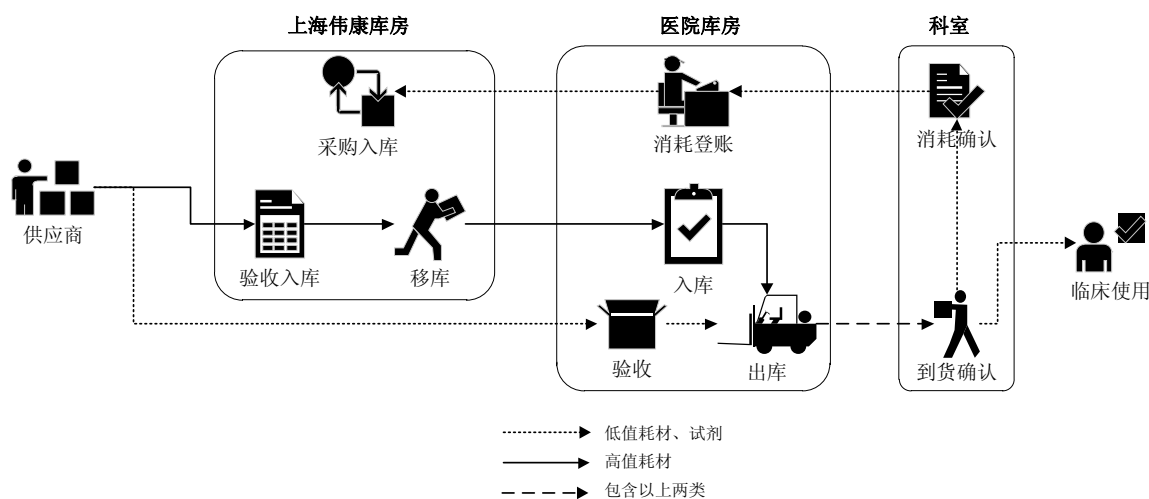 上海伟康库房
医院库房
科室
采购入库
消耗登账
消耗确认
供应商
验收入库
移库
入库
临床使用
验收
出库
到货确认
低值耗材、试剂
高值耗材
包含以上两类